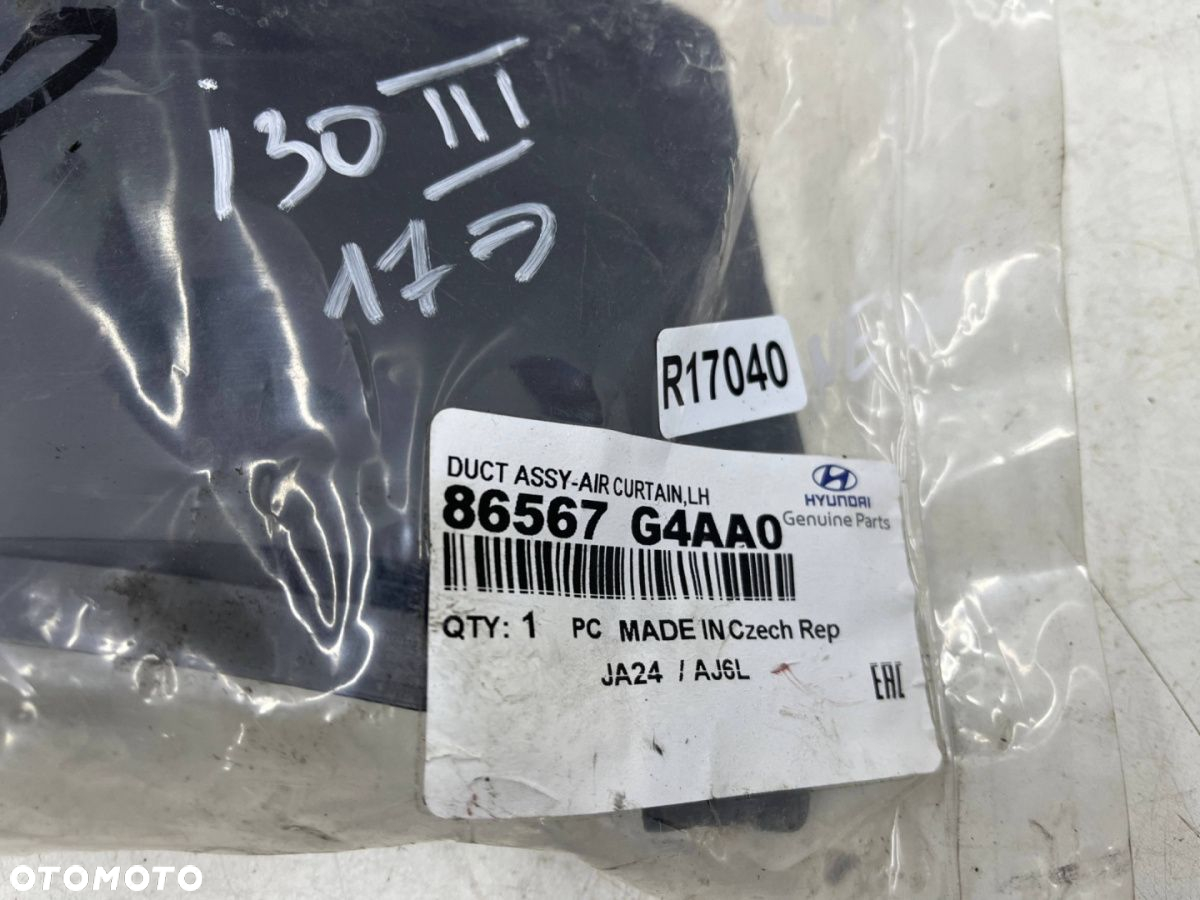 i30 III
17->
R17040
DUCT ASSY-AIR CURTAIN,LH
86567 G4AA0
HYUNDAI
Genuine Parts
QTY: 1 PC MADE IN Czech Rep
JA24 / AJ6L
EAC
OTOMOTO